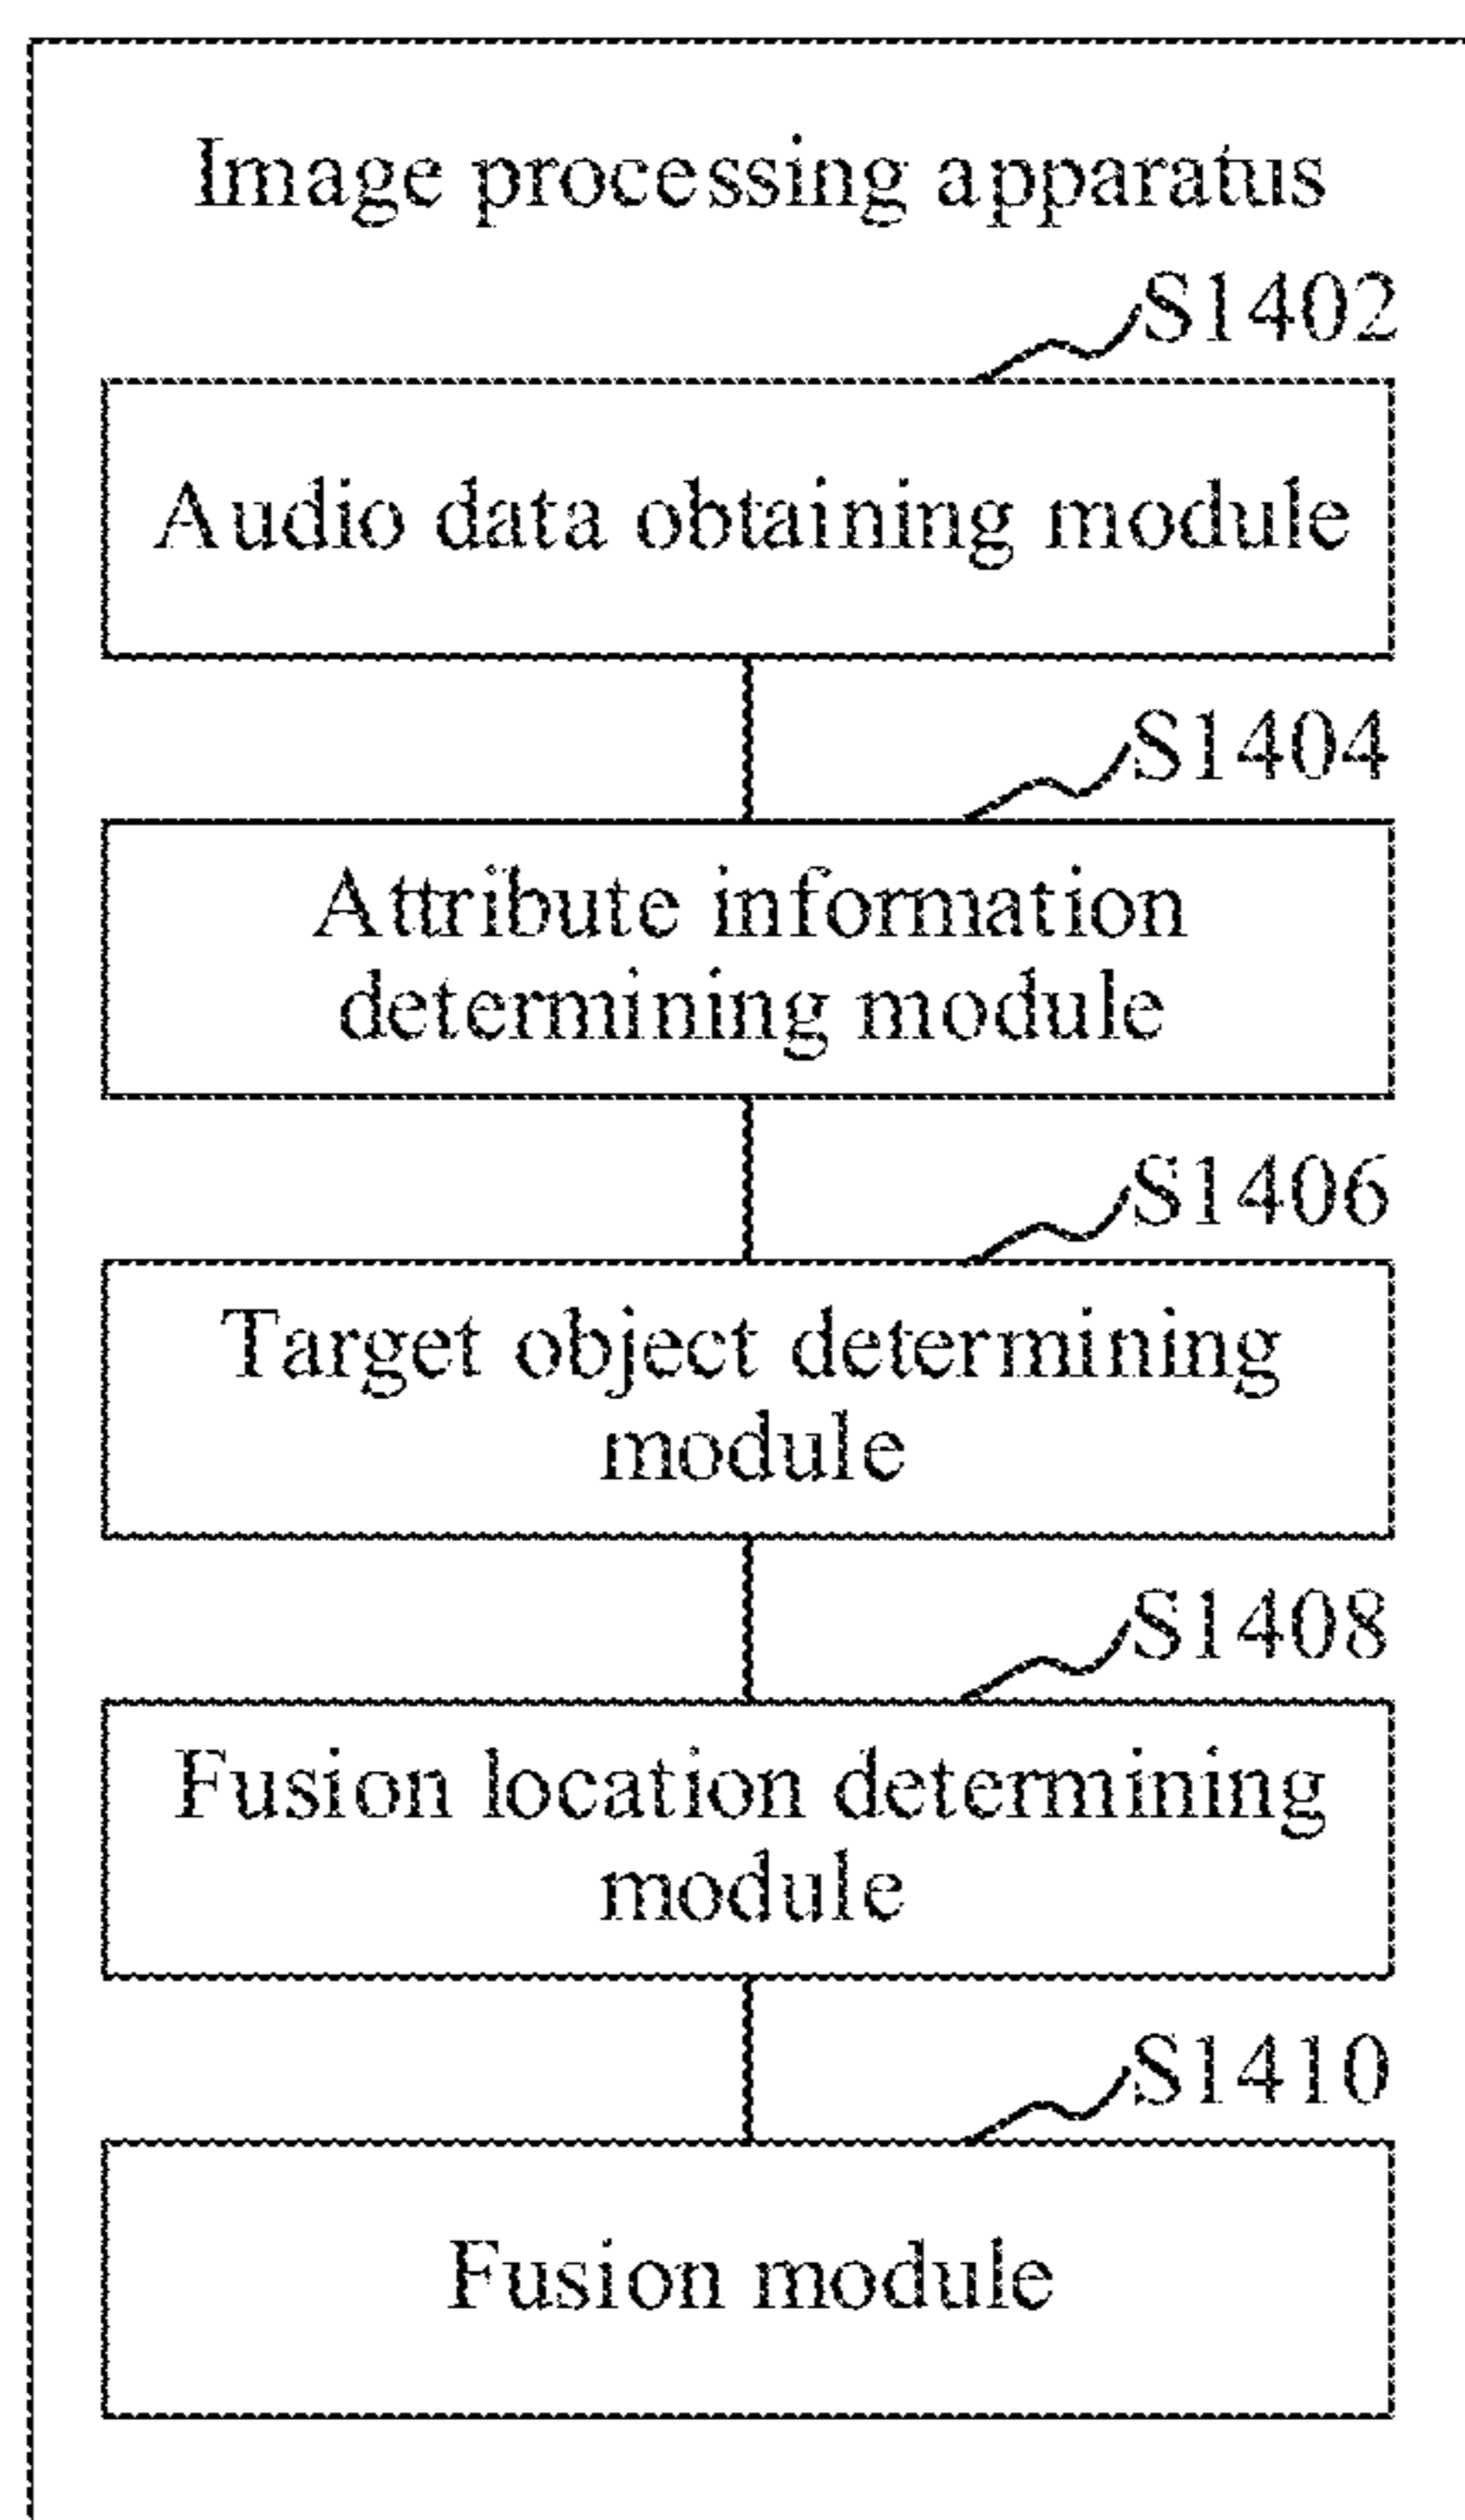 Image processing apparatus
S1402
Audio data obtaining module
S1404
Attribute information
determining module
S1406
Target object determining
module
S1408
Fusion location determining
module
S1410
Fusion module